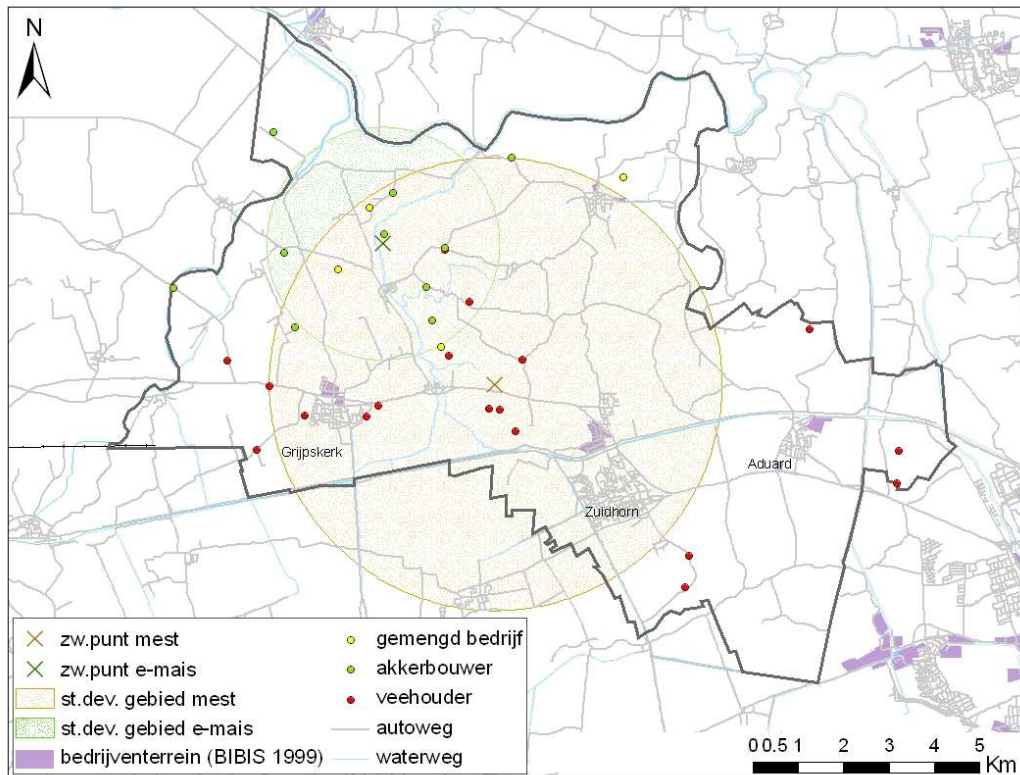 N
Grijpskerk
Aduard
Zuidhorn
zw.punt mest
zw.punt e-mais
st.dev. gebied mest
st.dev. gebied e-mais
bedrijventerrein (BIBIS 1999)
gemengd bedrijf
akkerbouwer
veehouder
autoweg
waterweg
0 0.5 1 2 3 4 5
Km